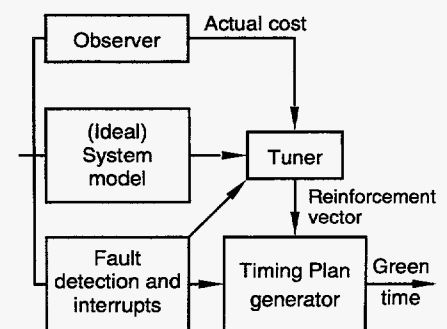 Observer
Actual cost
(Ideal)
System
model
Tuner
Reinforcement
vector
Fault
detection and
interrupts
Timing Plan
generator
Green
time